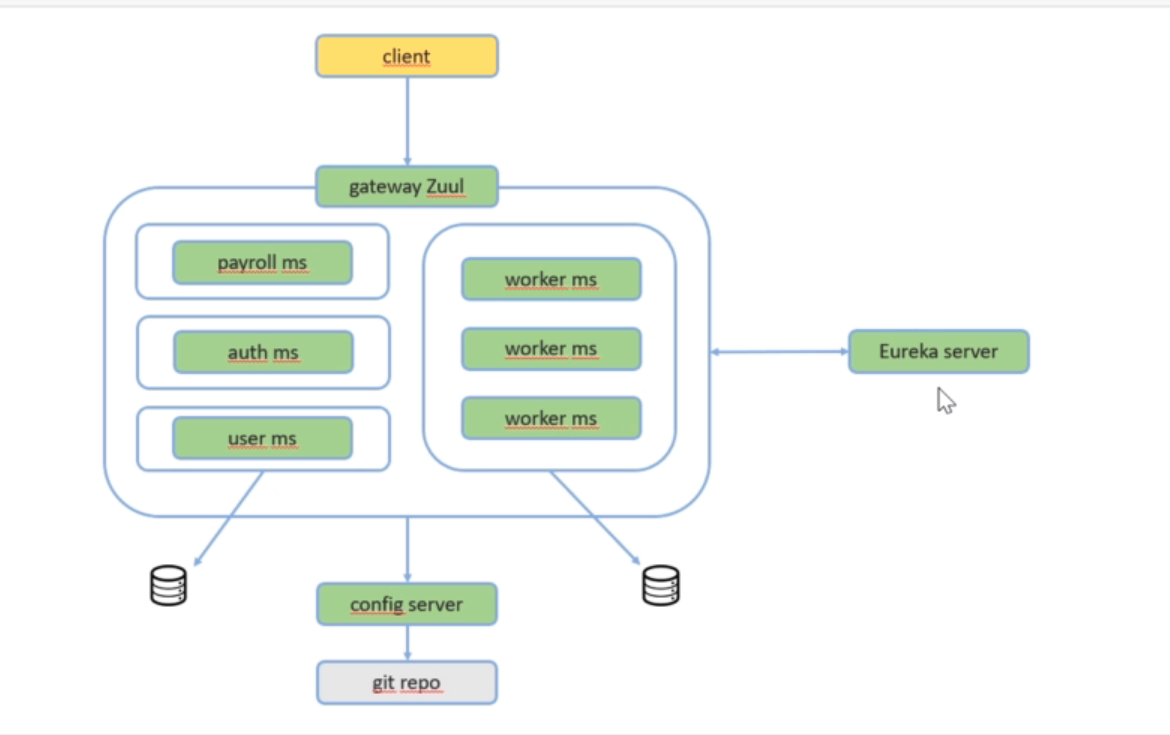 client
gateway Zuul
payroll ms
auth ms
user ms
worker ms
worker ms
worker ms
Eureka server
config server
git repo